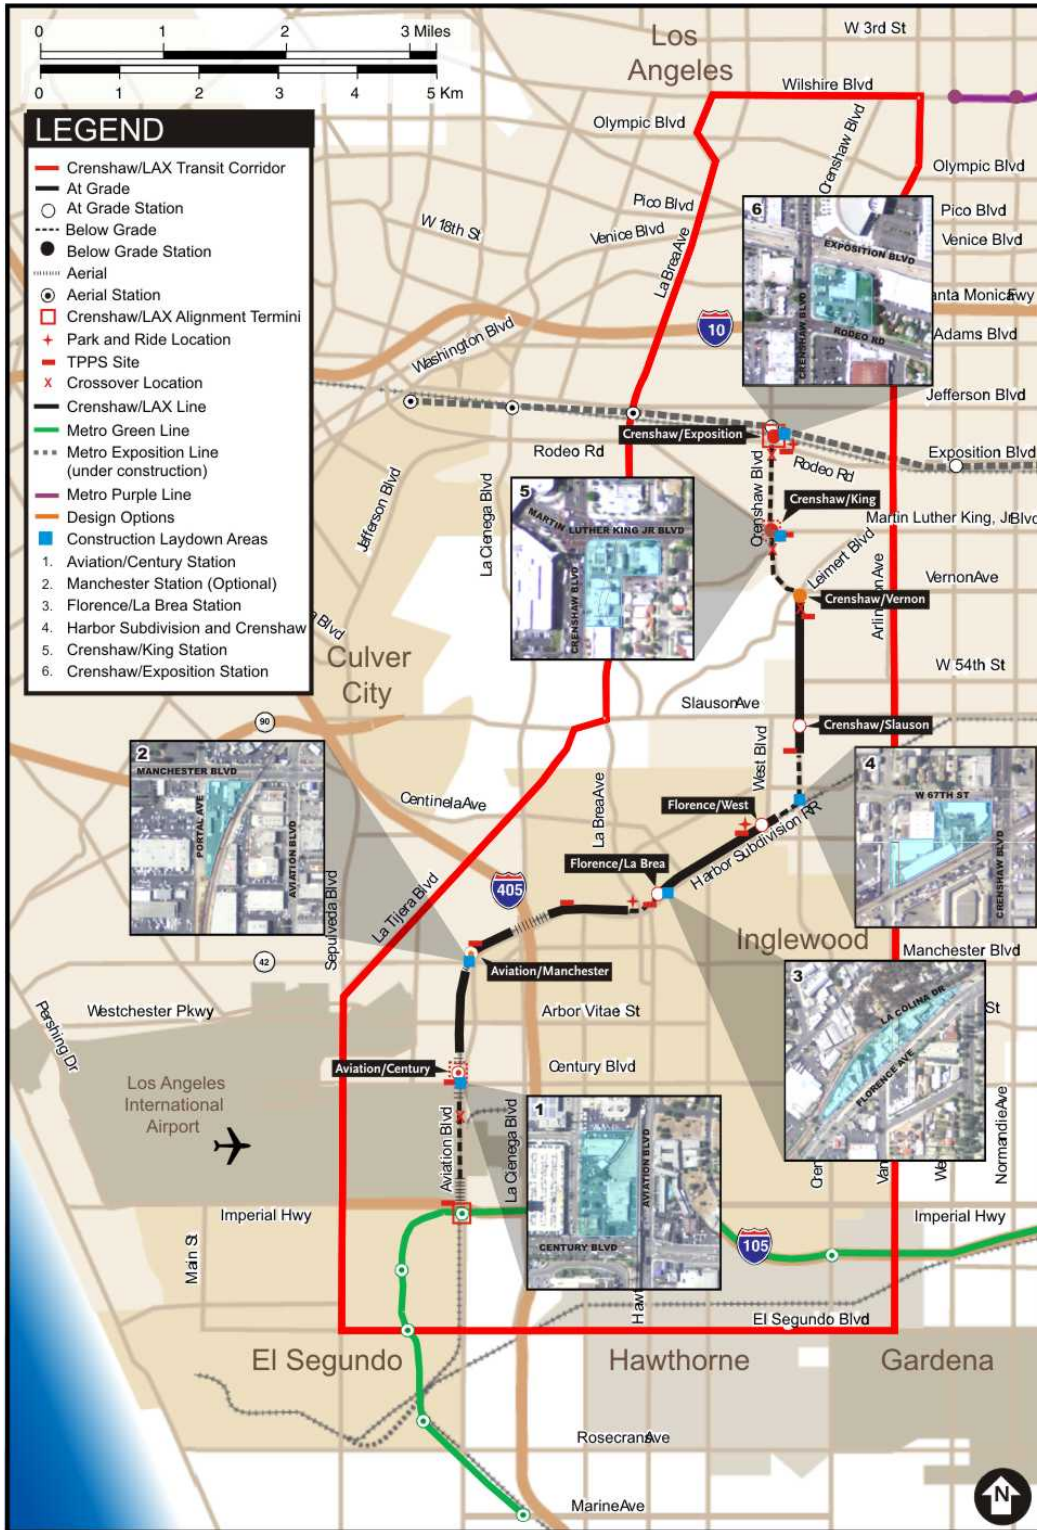 0 1 2 3 Miles
0 1 2 3 4 5 Km
LEGEND
Crenshaw/LAX Transit Corridor
At Grade
At Grade Station
Below Grade
Below Grade Station
Aerial
Aerial Station
Crenshaw/LAX Alignment Termini
Park and Ride Location
TPPS Site
X Crossover Location
Crenshaw/LAX Line
Metro Green Line
Metro Exposition Line
(under construction)
Metro Purple Line
Design Options
Construction Laydown Areas
1. Aviation/Century Station
2. Manchester Station (Optional)
3. Florence/La Brea Station
4. Harbor Subdivision and Crenshaw
5. Crenshaw/King Station
6. Crenshaw/Exposition Station
Los
Angeles
W 3rd St
Wilshire Blvd
Olympic Blvd
Crenshaw Blvd
Olympic Blvd
Pico Blvd
W 18th St
Venice Blvd
La Brea Ave
Pico Blvd
Venice Blvd
anta Monica Fwy
Adams Blvd
6
EXPOSITION BLVD
CRENSHAW BLVD
RODEO RD
10
Washington Blvd
Jefferson Blvd
Crenshaw/Exposition
Rodeo Rd
Rodeo Rd
Exposition Blvd
Jefferson Blvd
La Cienega Blvd
Crenshaw Blvd
Crenshaw/King
Martin Luther King, Jr Blvd
5
MARTIN LUTHER KING JR BLVD
CRENSHAW BLVD
Leimert Blvd
Vernon Ave
Crenshaw/Vernon
Arlington Ave
W 54th St
a Blvd
Culver
City
Slauson Ave
Crenshaw/Slauson
90
West Blvd
2
MANCHESTER BLVD
PORTAL AVE
AVIATION BLVD
4
W 67TH ST
CRENSHAW BLVD
Centinela Ave
La Brea Ave
Florence/West
Harbor Subdivision RR
Florence/La Brea
405
La Tijera Blvd
Sepulveda Blvd
Inglewood
Manchester Blvd
42
Aviation/Manchester
3
LA COLINA DR
FLORENCE AVE
St
Westchester Pkwy
Arbor Vitae St
Pershing Dr
Aviation/Century
Century Blvd
Los Angeles
International
Airport
Aviation Blvd
La Cienega Blvd
1
AVIATION BLVD
CENTURY BLVD
Cren
Van
We
Normandie Ave
Imperial Hwy
Imperial Hwy
Main St
105
Hawt
El Segundo Blvd
El Segundo
Hawthorne
Gardena
Rosecrans Ave
Marine Ave
N